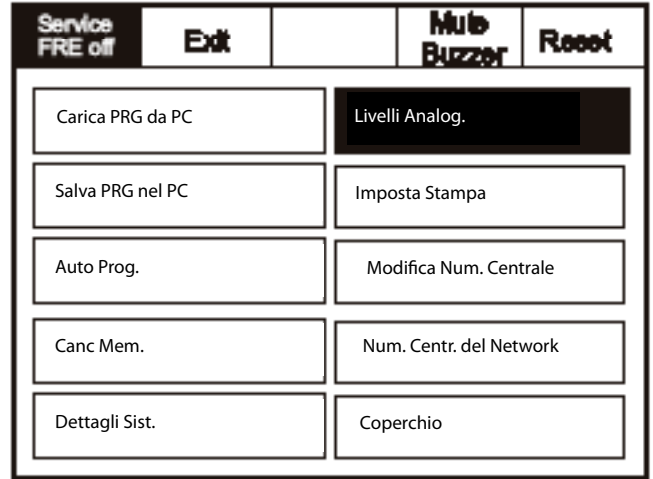 Service
FRE off
Exit
Mute
Buzzer
Reset
Carica PRG da PC
Livelli Analog.
Salva PRG nel PC
Imposta Stampa
Auto Prog.
Modifica Num. Centrale
Canc Mem.
Num. Centr. del Network
Dettagli Sist.
Coperchio